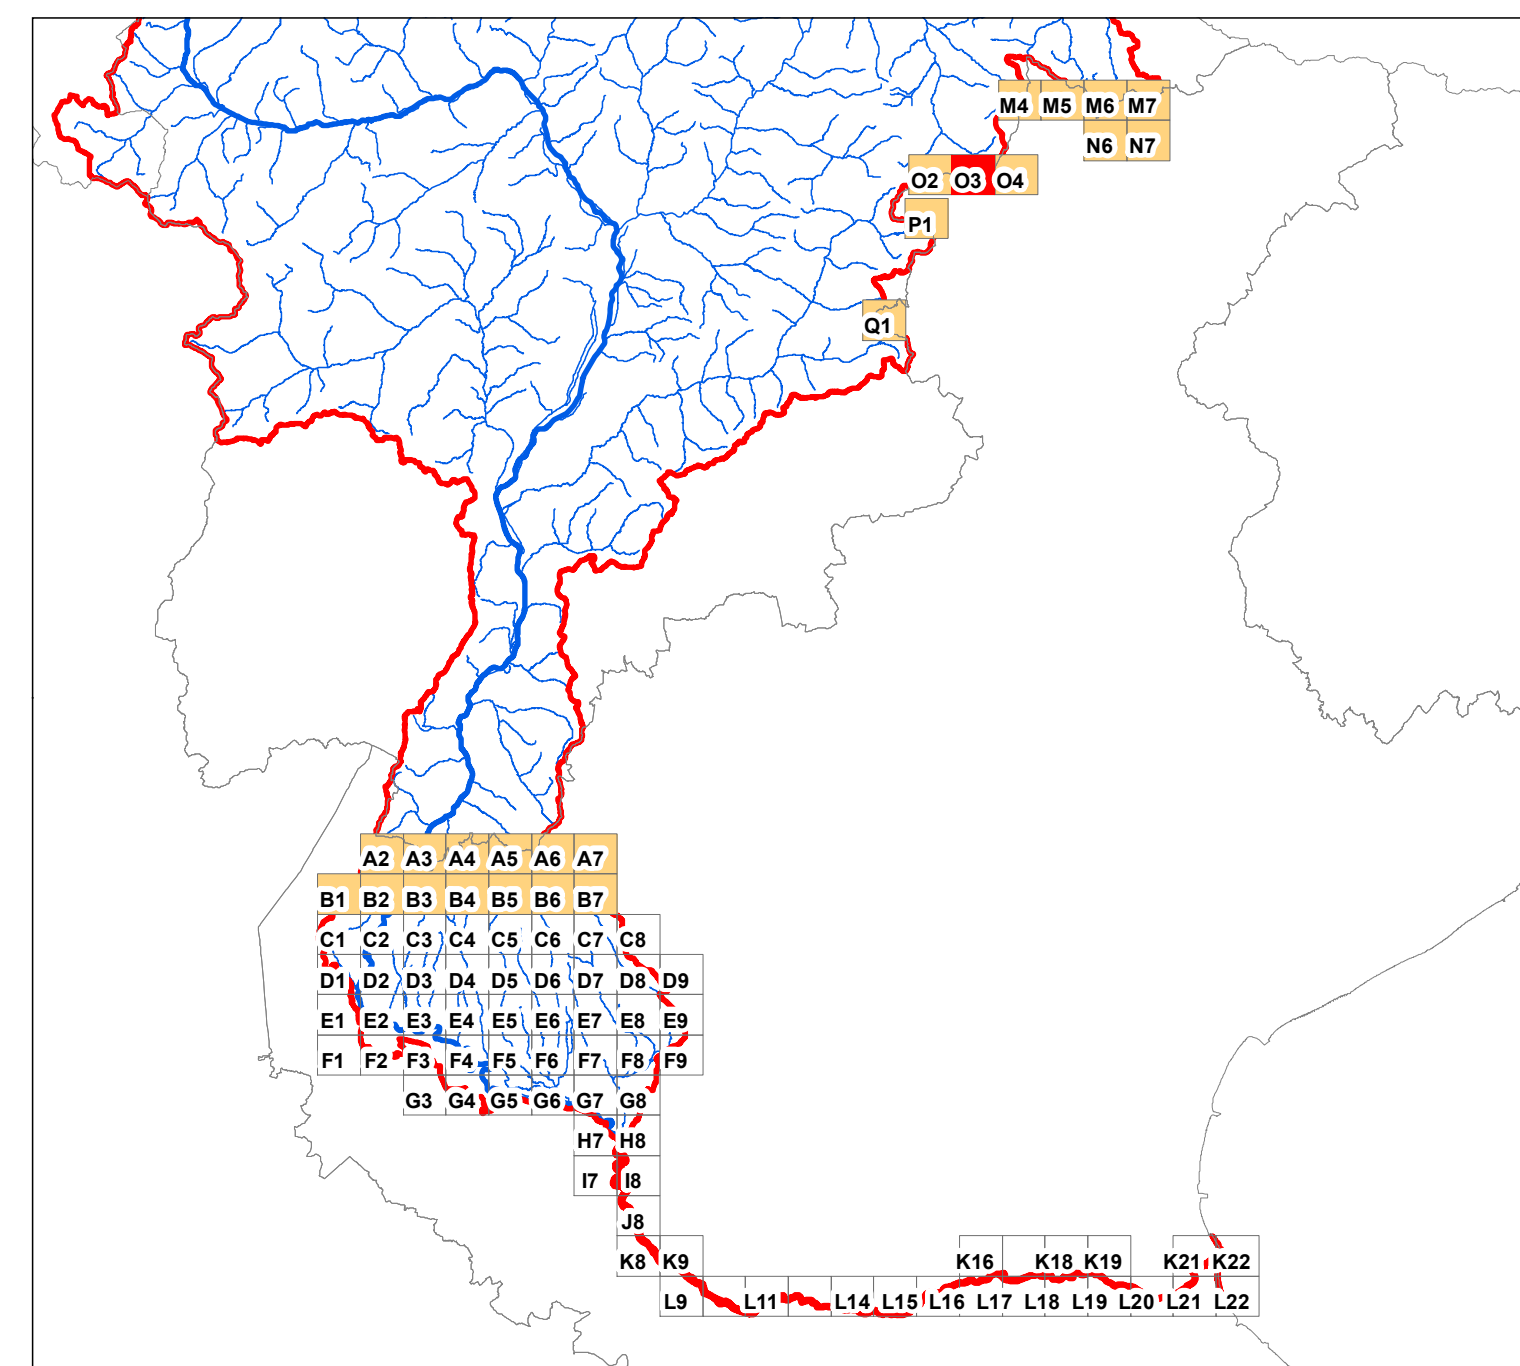 M4 M5 M6 M7
N6 N7
O2 O3 O4
P1
Q1
A2 A3 A4 A5 A6 A7
B1 B2 B3 B4 B5 B6 B7
C1 C2 C3 C4 C5 C6 C7 C8
D1 D2 D3 D4 D5 D6 D7 D8 D9
E1 E2 E3 E4 E5 E6 E7 E8 E9
F1 F2 F3 F4 F5 F6 F7 F8 F9
G3 G4 G5 G6 G7 G8
H7 H8
I7 I8
J8
K8 K9 K16 K18 K19 K21 K22
L9 L11 L14 L15 L16 L17 L18 L19 L20 L21 L22